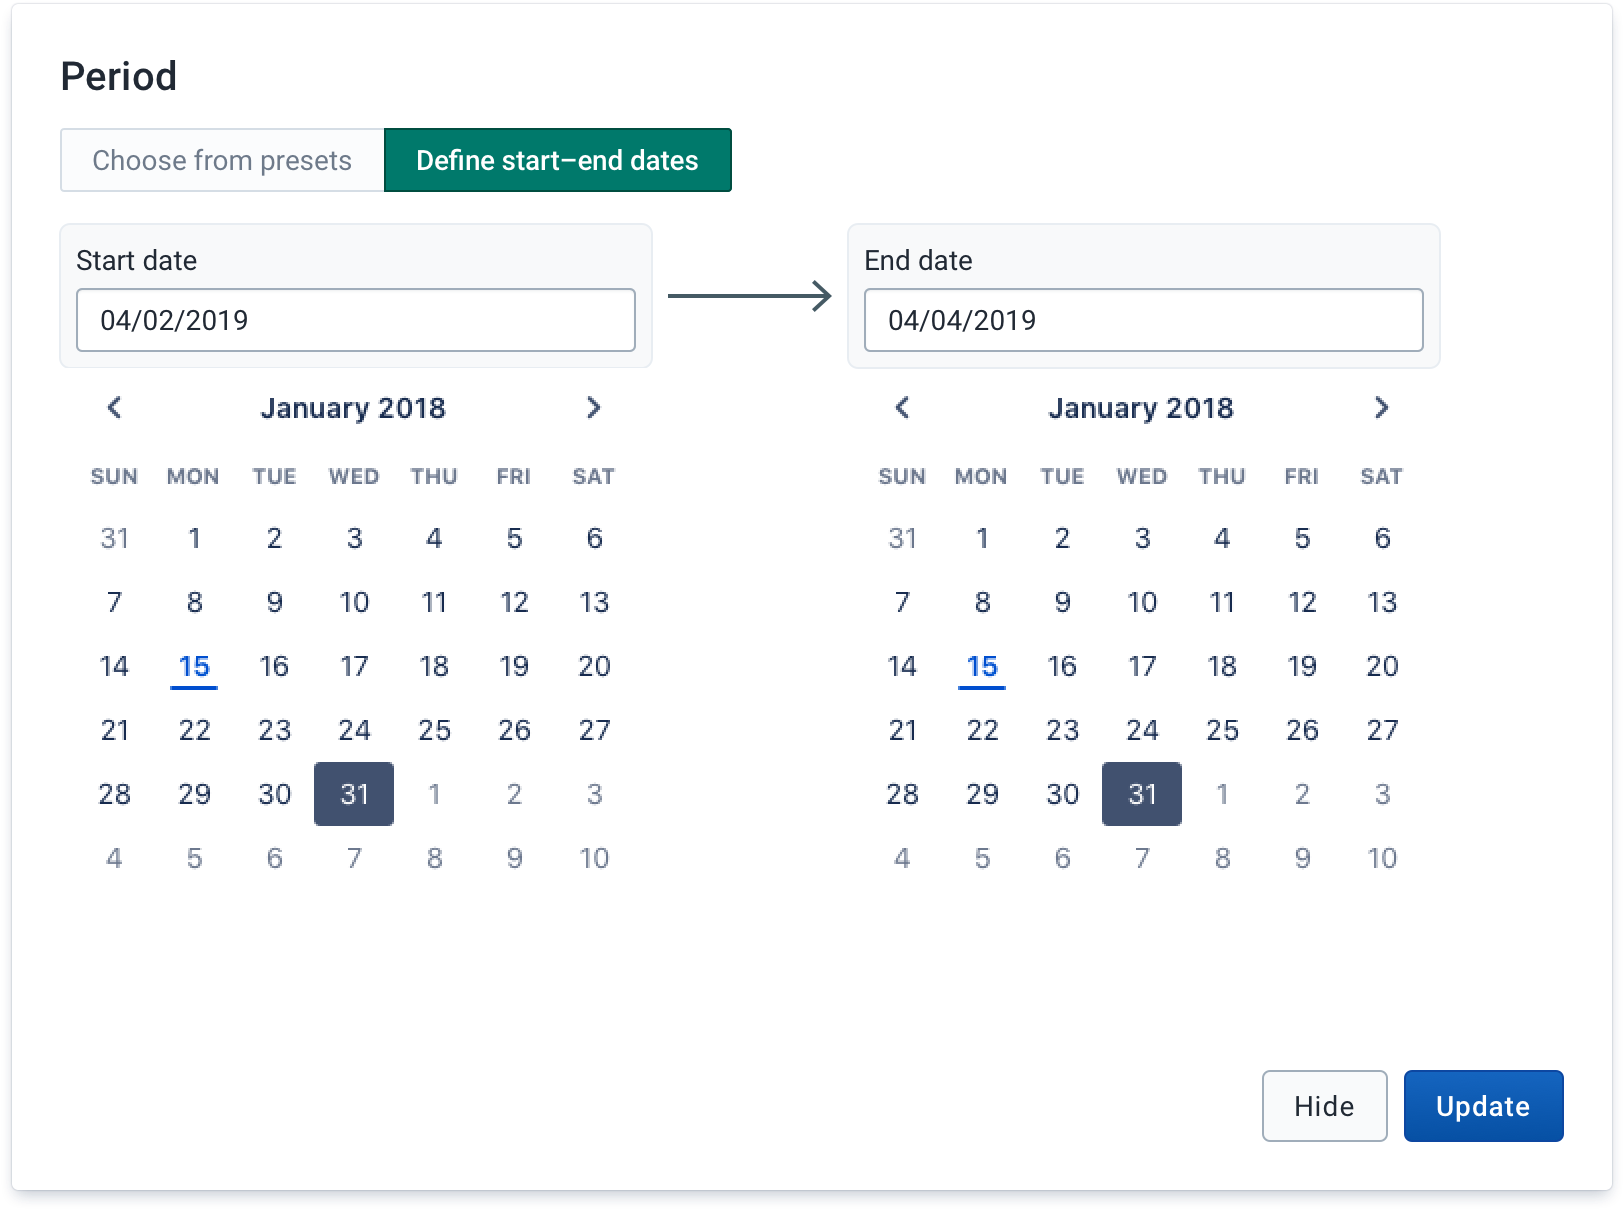 Period
Choose from presets Define start–end dates
Start date
04/02/2019
January 2018
SUN MON TUE WED THU FRI SAT
31 1 2 3 4 5 6
7 8 9 10 11 12 13
14 15 16 17 18 19 20
21 22 23 24 25 26 27
28 29 30 31 1 2 3
4 5 6 7 8 9 10
End date
04/04/2019
January 2018
SUN MON TUE WED THU FRI SAT
31 1 2 3 4 5 6
7 8 9 10 11 12 13
14 15 16 17 18 19 20
21 22 23 24 25 26 27
28 29 30 31 1 2 3
4 5 6 7 8 9 10
Hide Update